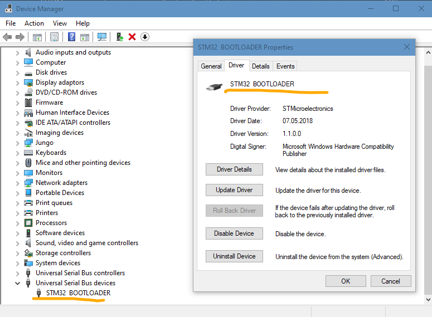 Device Manager
File Action View Help
Audio inputs and outputs
Computer
Disk drives
Display adaptors
DVD/CD-ROM drives
Firmware
Human Interface Devices
IDE ATA/ATAPI controllers
Imaging devices
Jungo
Keyboards
Mice and other pointing devices
Monitors
Network adapters
Portable Devices
Print queues
Printers
Processors
Software devices
Sound, video and game controllers
Storage controllers
System devices
Universal Serial Bus controllers
Universal Serial Bus devices
STM32 BOOTLOADER
STM32 BOOTLOADER Properties
General Driver Details Events
STM32 BOOTLOADER
Driver Provider: STMicroelectronics
Driver Date: 07.05.2018
Driver Version: 1.1.0.0
Digital Signer: Microsoft Windows Hardware Compatibility
Publisher
Driver Details View details about the installed driver files.
Update Driver Update the driver for this device.
Roll Back Driver If the device fails after updating the driver, roll
back to the previously installed driver.
Disable Device Disable the device.
Uninstall Device Uninstall the device from the system (Advanced).
OK Cancel